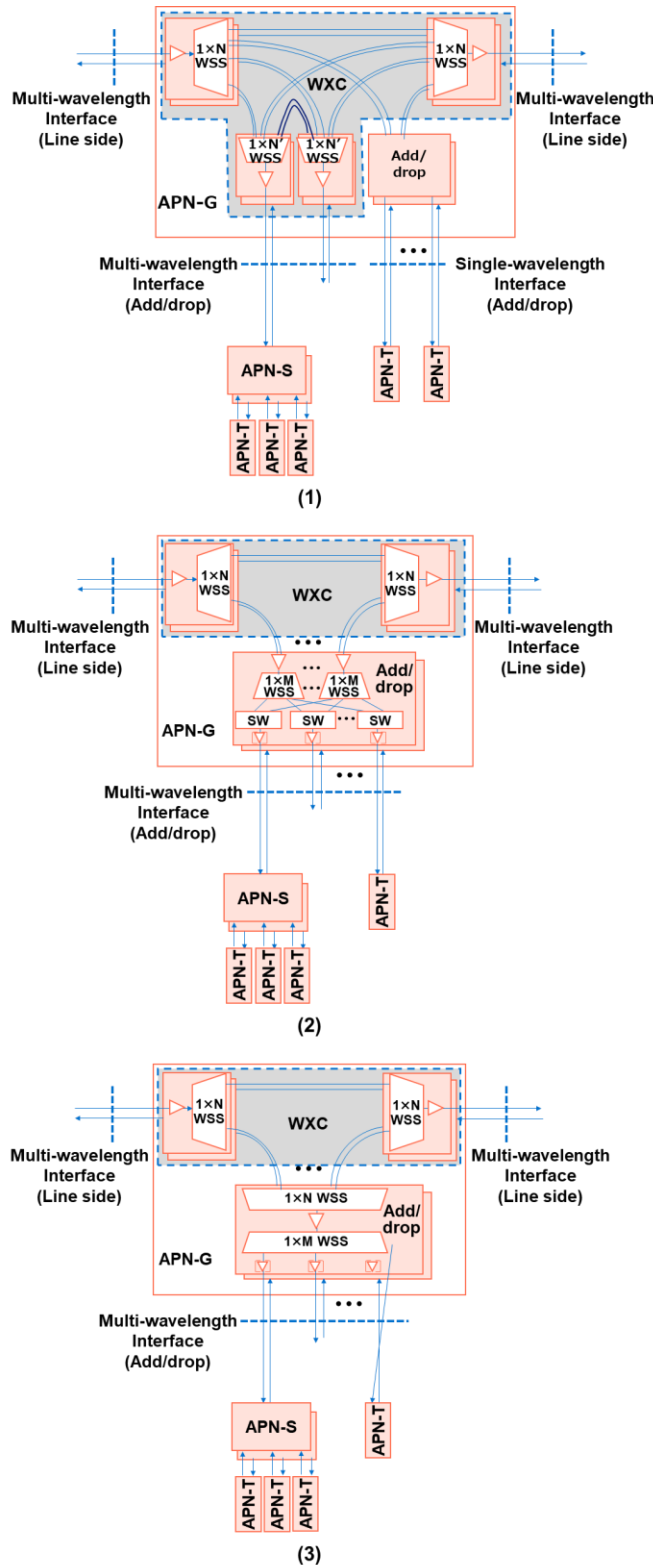 1×N
WSS
WXC
1×N
WSS
Multi-wavelength
Interface
(Line side)
Multi-wavelength
Interface
(Line side)
1×N'
WSS
1×N'
WSS
Add/
drop
APN-G
•••
Multi-wavelength
Interface
(Add/drop)
Single-wavelength
Interface
(Add/drop)
APN-S
APN-T
APN-T
APN-T
APN-T
APN-T
(1)
1×N
WSS
WXC
1×N
WSS
Multi-wavelength
Interface
(Line side)
Multi-wavelength
Interface
(Line side)
•••
•••
Add/
drop
1×M
WSS
•••
1×M
WSS
SW
SW
•••
SW
APN-G
•••
Multi-wavelength
Interface
(Add/drop)
APN-S
APN-T
APN-T
APN-T
APN-T
(2)
1×N
WSS
WXC
1×N
WSS
Multi-wavelength
Interface
(Line side)
Multi-wavelength
Interface
(Line side)
•••
1×N WSS
Add/
drop
1×M WSS
APN-G
•••
Multi-wavelength
Interface
(Add/drop)
APN-S
APN-T
APN-T
APN-T
APN-T
(3)